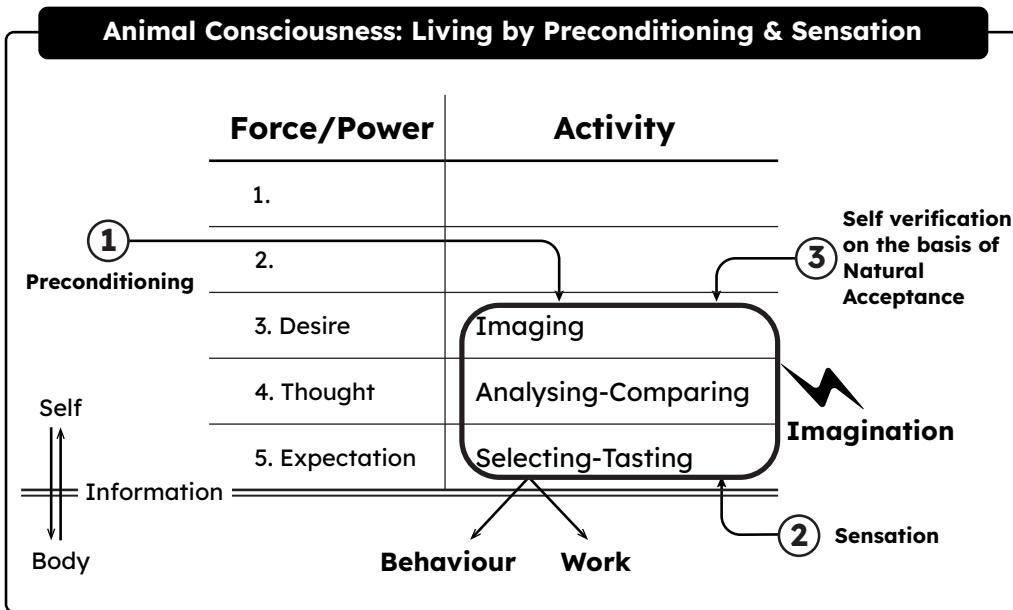 Animal Consciousness: Living by Preconditioning & Sensation
Force/Power
Activity
1.
2.
3. Desire
Imaging
4. Thought
Analysing-Comparing
5. Expectation
Selecting-Tasting
1
Preconditioning
3
Self verification
on the basis of
Natural
Acceptance
Imagination
Self
Information
Body
Behaviour
Work
2
Sensation